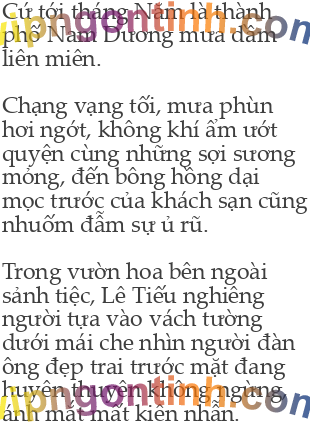 Cứ tới tháng Năm là thành
phố Nam Dương mưa dầm
liên miên.
Chạng vạng tối, mưa phùn
hơi ngớt, không khí ẩm ướt
quyện cùng những sợi sương
mỏng, đến bông hồng dại
mọc trước của khách sạn cũng
nhuốm đẫm sự ủ rũ.
Trong vườn hoa bên ngoài
sảnh tiệc, Lê Tiếu nghiêng
người tựa vào vách tường
dưới mái che nhìn người đàn
ông đẹp trai trước mặt đang
huyên thuyên không ngừng,
ánh mắt mất kiên nhẫn.
vipngontinh.com
vipngontinh.com